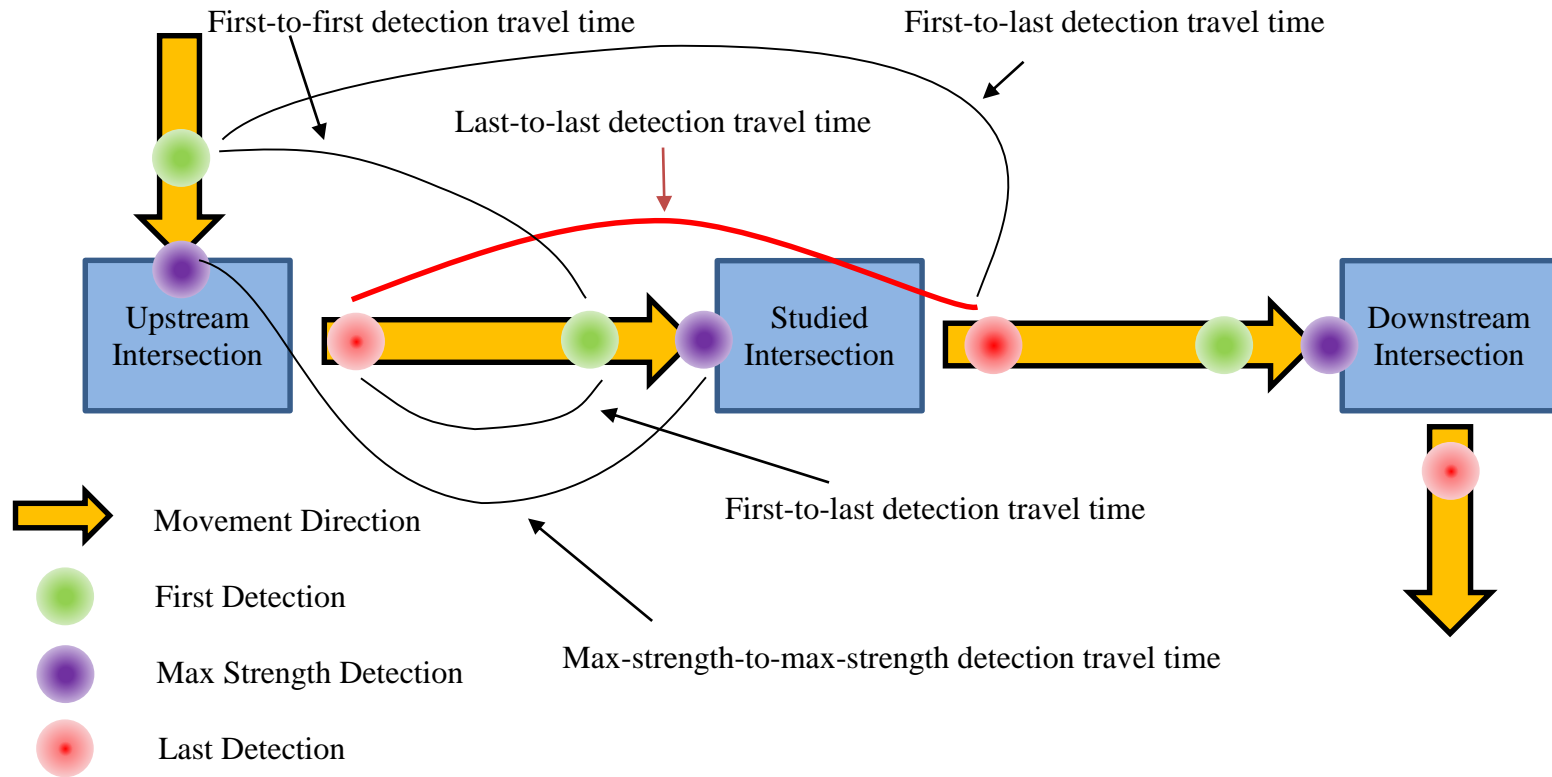 First-to-first detection travel time
First-to-last detection travel time
Last-to-last detection travel time
Upstream
Intersection
Studied
Intersection
Downstream
Intersection
First-to-last detection travel time
Movement Direction
First Detection
Max-strength-to-max-strength detection travel time
Max Strength Detection
Last Detection